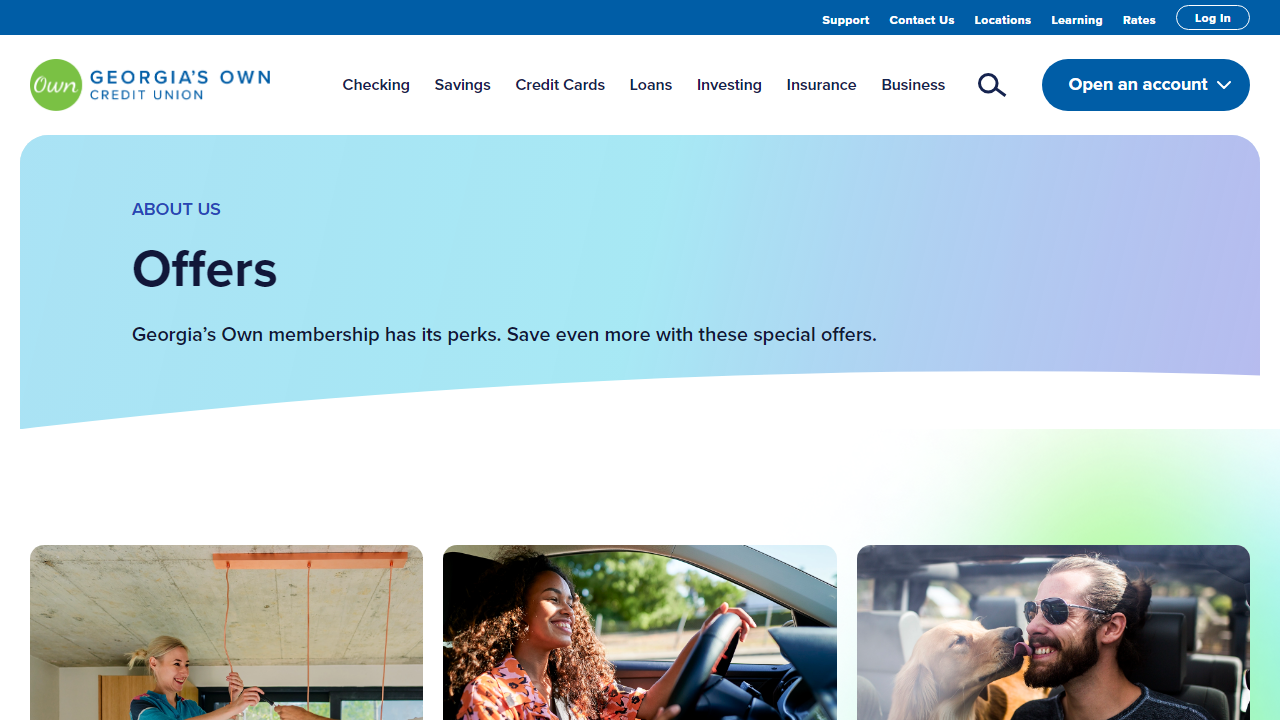 Support Contact Us Locations Learning Rates Log In
Own GEORGIA'S OWN
CREDIT UNION
Checking Savings Credit Cards Loans Investing Insurance Business Open an account
ABOUT US
Offers
Georgia’s Own membership has its perks. Save even more with these special offers.